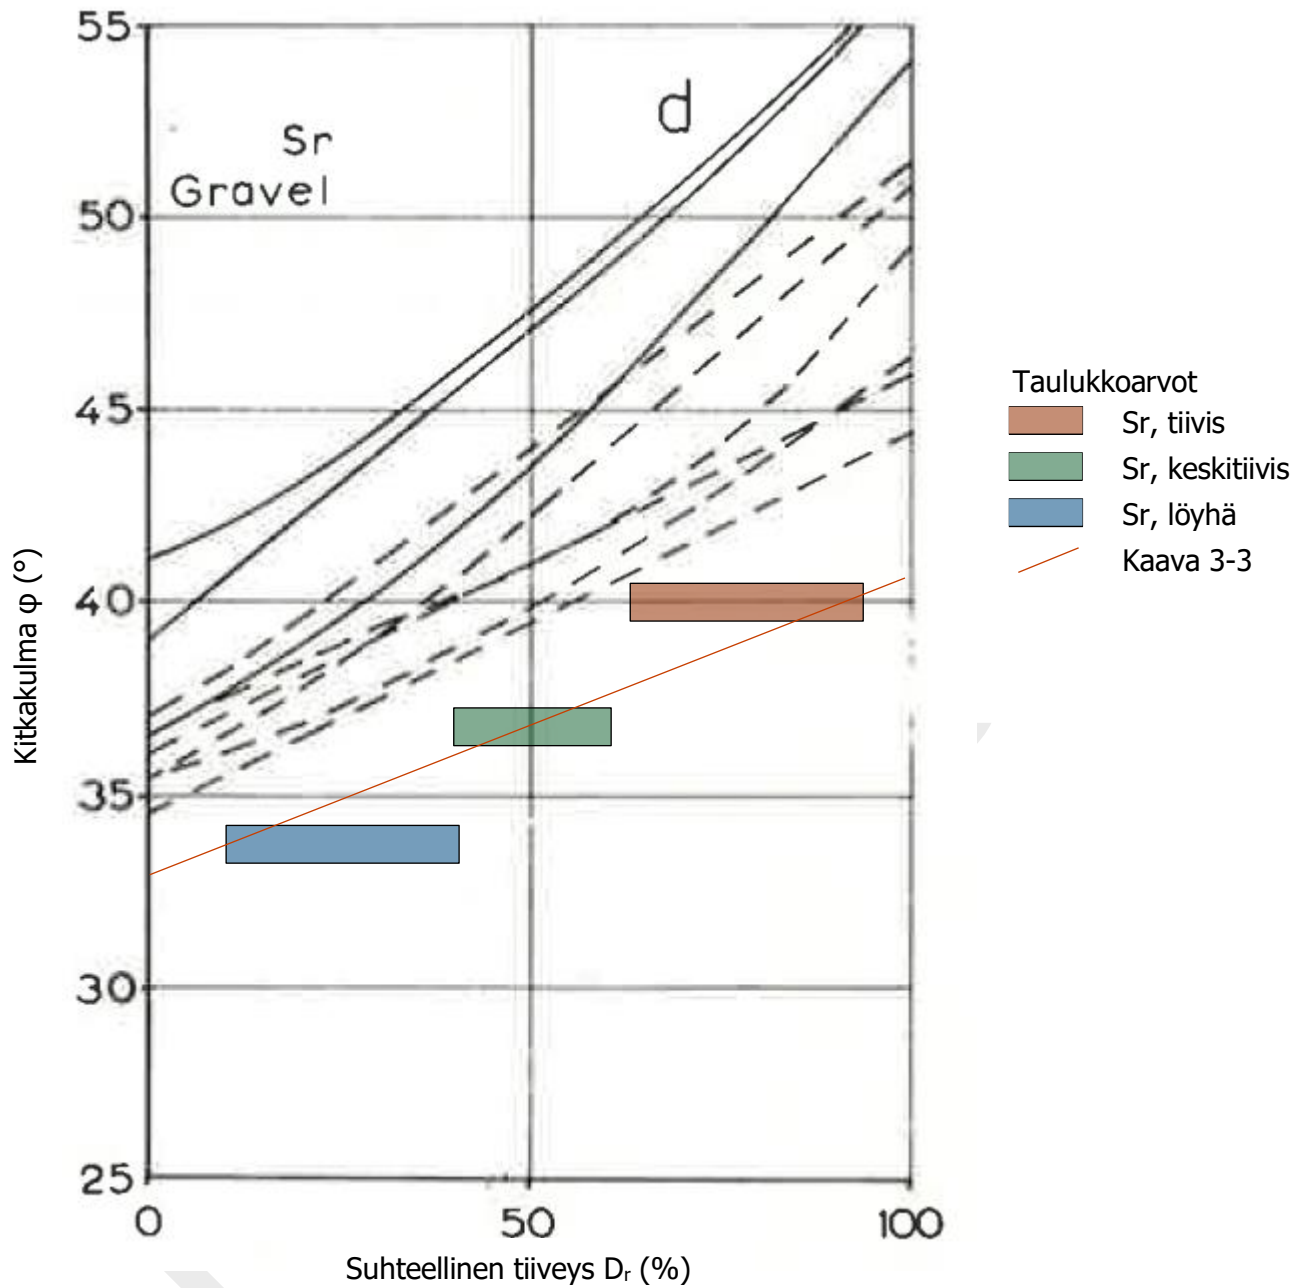 55
50
45
40
35
30
25
Sr
Gravel
d
Kitkakulma φ (°)
0
50
100
Suhteellinen tiiveys Dᵣ (%)
Taulukkoarvot
Sr, tiivis
Sr, keskitiivis
Sr, löyhä
Kaava 3-3